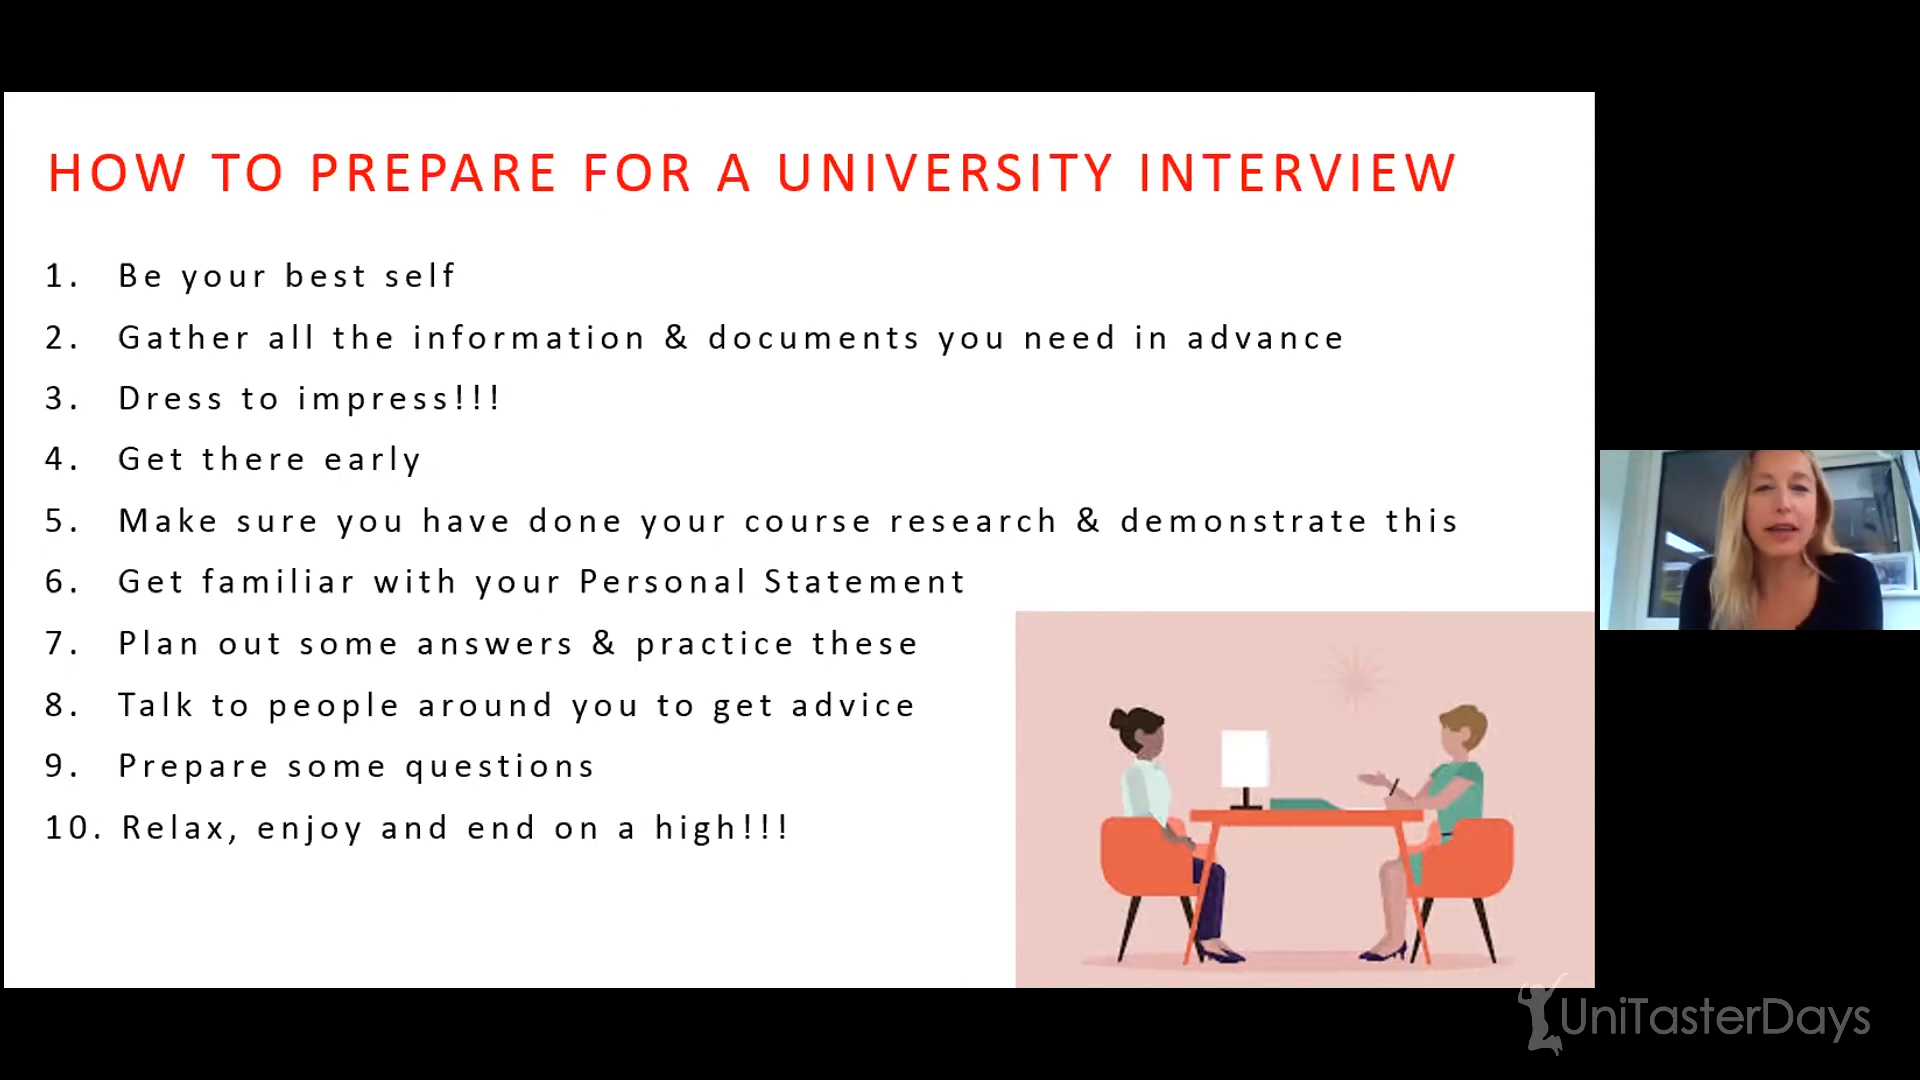 HOW TO PREPARE FOR A UNIVERSITY INTERVIEW
1. Be your best self
2. Gather all the information & documents you need in advance
3. Dress to impress!!!
4. Get there early
5. Make sure you have done your course research & demonstrate this
6. Get familiar with your Personal Statement
7. Plan out some answers & practice these
8. Talk to people around you to get advice
9. Prepare some questions
10. Relax, enjoy and end on a high!!!
UniTasterDays